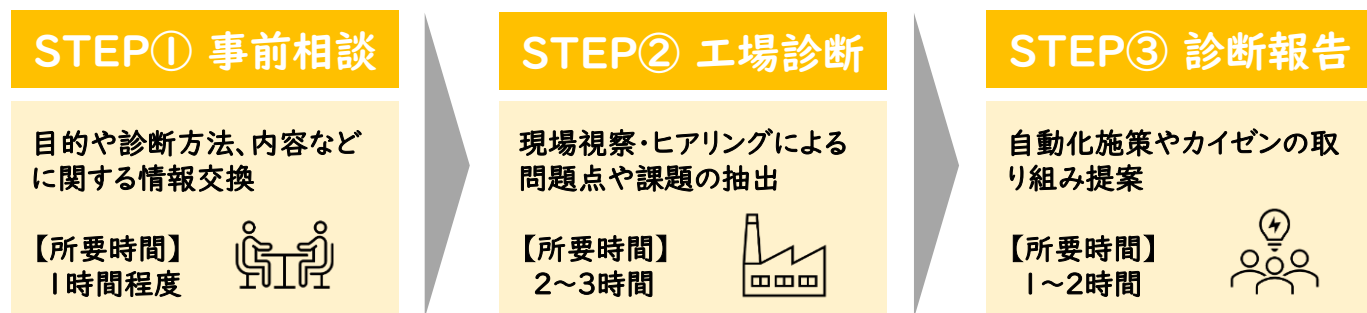 STEP① 事前相談
目的や診断方法、内容など
に関する情報交換
【所要時間】
1時間程度
STEP② 工場診断
現場視察・ヒアリングによる
問題点や課題の抽出
【所要時間】
2～3時間
STEP③ 診断報告
自動化施策やカイゼンの取
り組み提案
【所要時間】
1～2時間